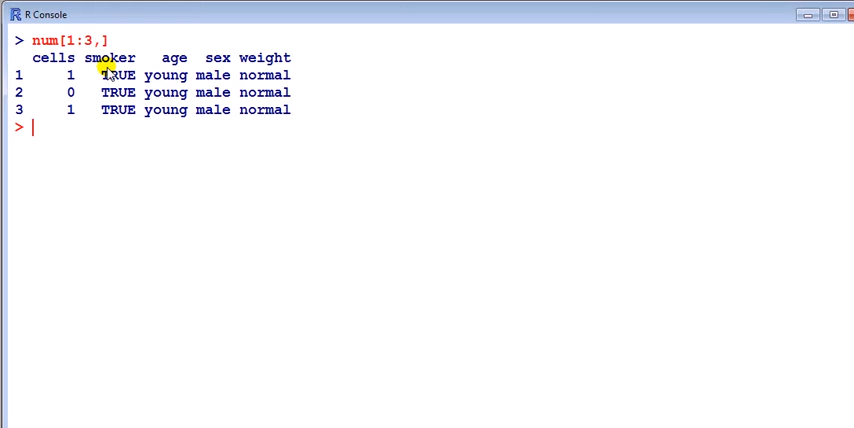 R Console
> num[1:3,]
cells smoker age sex weight
1 1 TRUE young male normal
2 0 TRUE young male normal
3 1 TRUE young male normal
>